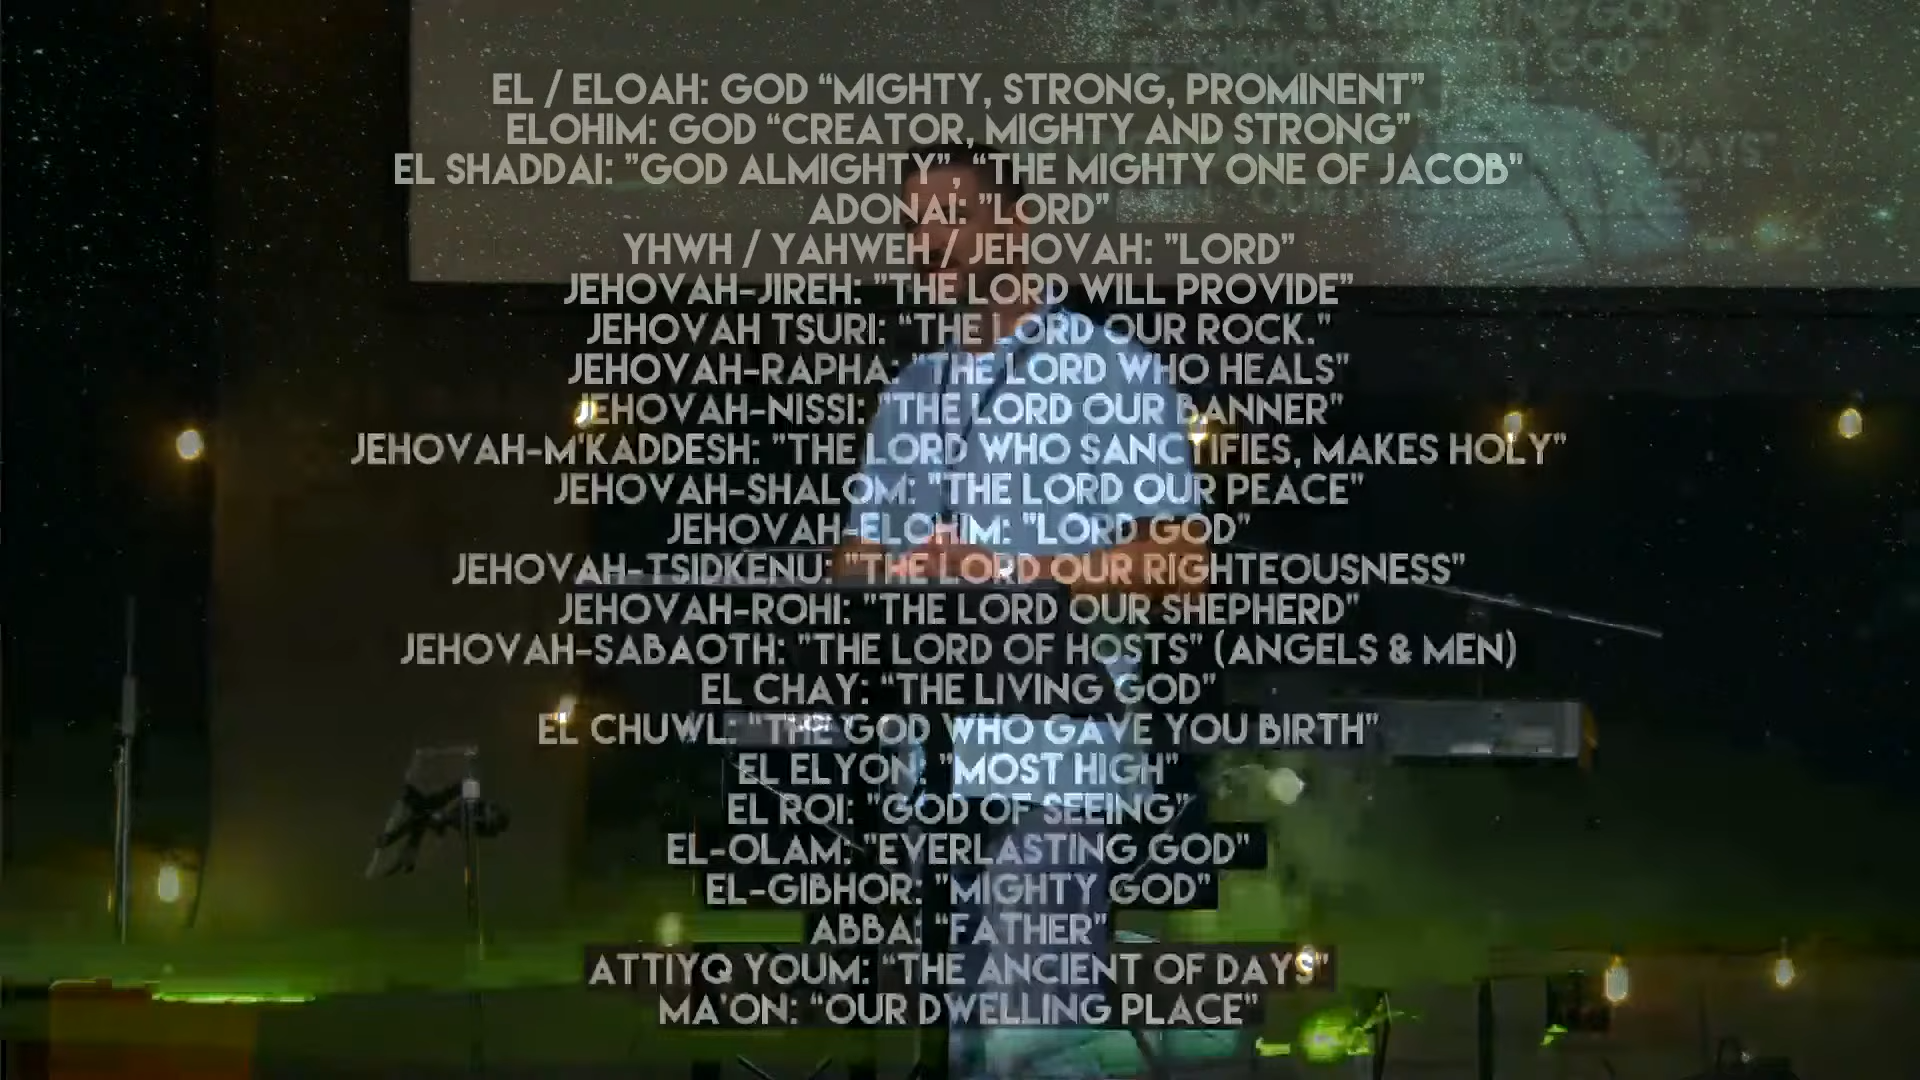 EL / ELOAH: GOD “MIGHTY, STRONG, PROMINENT”
ELOHIM: GOD “CREATOR, MIGHTY AND STRONG”
EL SHADDAI: "GOD ALMIGHTY”, “THE MIGHTY ONE OF JACOB”
ADONAI: "LORD”
YHWH / YAHWEH / JEHOVAH: "LORD”
JEHOVAH-JIREH: "THE LORD WILL PROVIDE”
JEHOVAH TSURI: “THE LORD OUR ROCK.”
JEHOVAH-RAPHA: "THE LORD WHO HEALS”
JEHOVAH-NISSI: "THE LORD OUR BANNER”
JEHOVAH-M'KADDESH: "THE LORD WHO SANCTIFIES, MAKES HOLY”
JEHOVAH-SHALOM: "THE LORD OUR PEACE”
JEHOVAH-ELOHIM: "LORD GOD”
JEHOVAH-TSIDKENU: "THE LORD OUR RIGHTEOUSNESS”
JEHOVAH-ROHI: "THE LORD OUR SHEPHERD”
JEHOVAH-SABAOTH: "THE LORD OF HOSTS” (ANGELS & MEN)
EL CHAY: “THE LIVING GOD”
EL CHUWL: “THE GOD WHO GAVE YOU BIRTH”
EL ELYON: "MOST HIGH”
EL ROI: "GOD OF SEEING”
EL-OLAM: "EVERLASTING GOD”
EL-GIBHOR: "MIGHTY GOD”
ABBA: “FATHER”
ATTIYQ YOUM: “THE ANCIENT OF DAYS”
MA'ON: “OUR DWELLING PLACE”